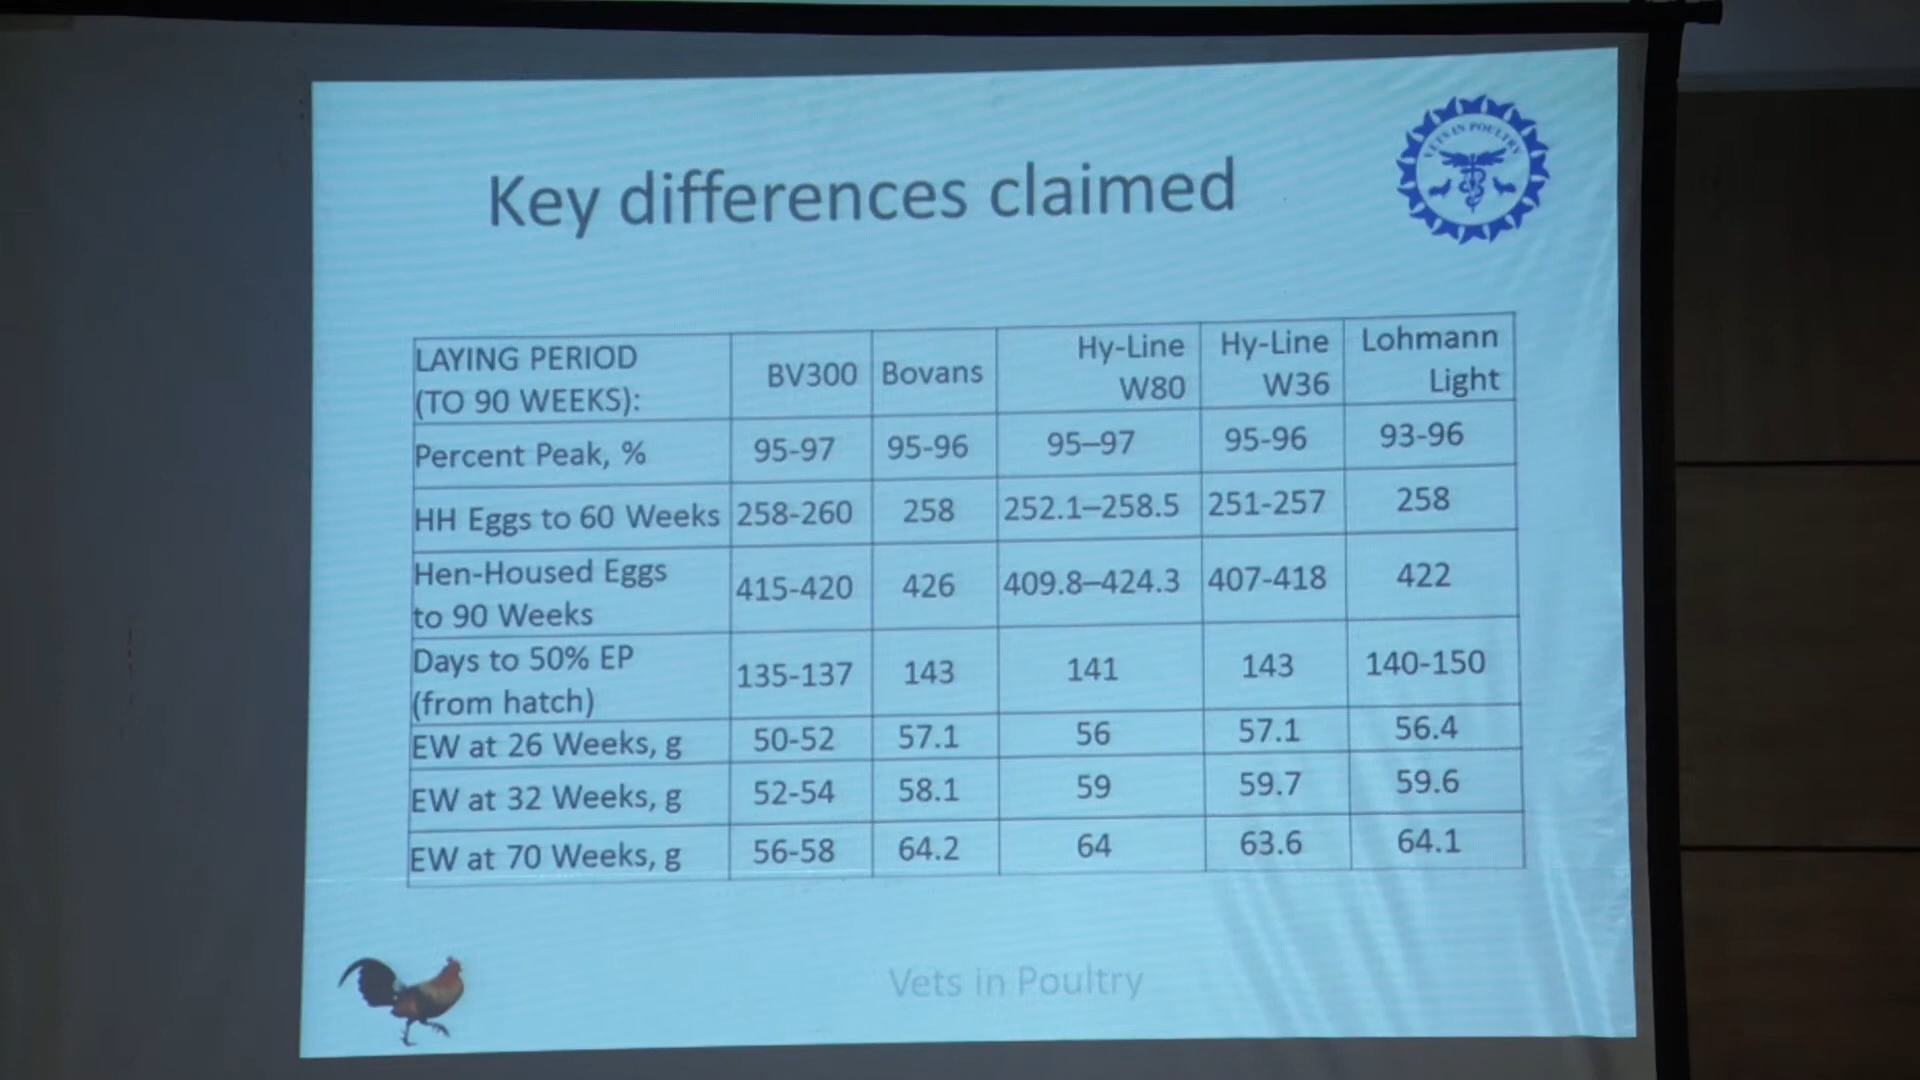 VETS IN POULTRY
Key differences claimed
LAYING PERIOD
(TO 90 WEEKS):
BV300
Bovans
Hy-Line
W80
Hy-Line
W36
Lohmann
Light
Percent Peak, % 95-97 95-96 95–97 95-96 93-96
HH Eggs to 60 Weeks 258-260 258 252.1–258.5 251-257 258
Hen-Housed Eggs
to 90 Weeks
415-420 426 409.8–424.3 407-418 422
Days to 50% EP
(from hatch)
135-137 143 141 143 140-150
EW at 26 Weeks, g 50-52 57.1 56 57.1 56.4
EW at 32 Weeks, g 52-54 58.1 59 59.7 59.6
EW at 70 Weeks, g 56-58 64.2 64 63.6 64.1
Vets in Poultry